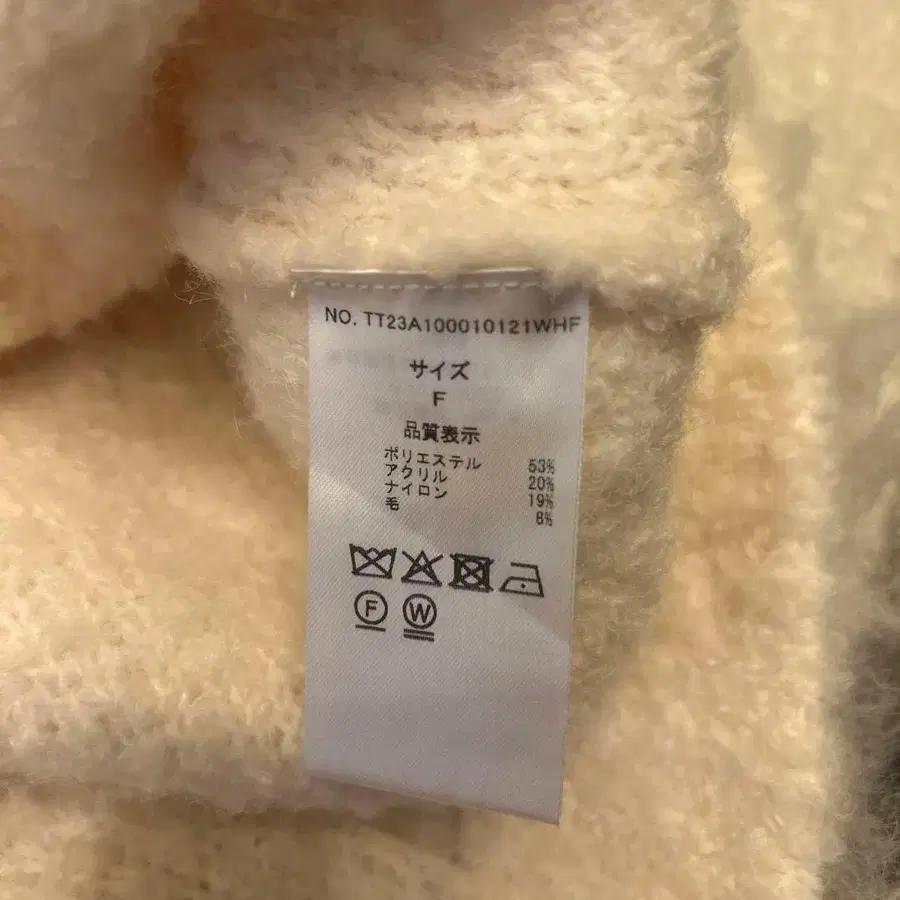 NO. TT23A100010121WHF
サイズ
F
品質表示
ポリエステル 53%
アクリル 20%
ナイロン 19%
毛 8%
F W